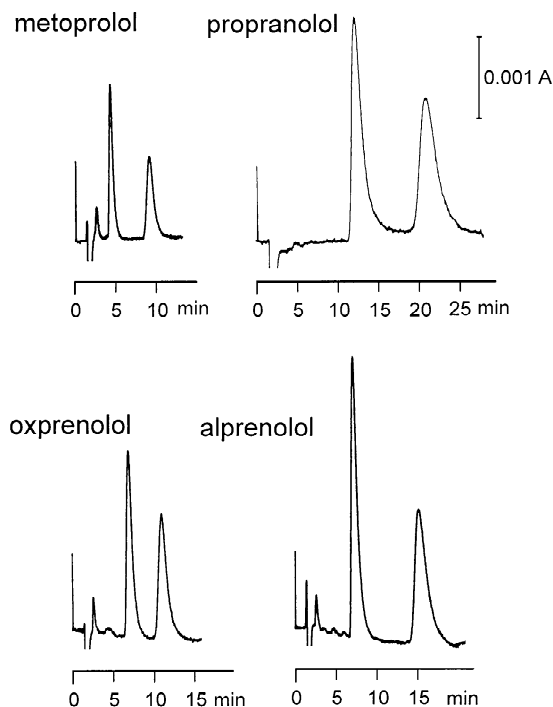 metoprolol
propranolol
0.001 A
0 5 10 min
0 5 10 15 20 25 min
oxprenolol
alprenolol
0 5 10 15 min
0 5 10 15 min